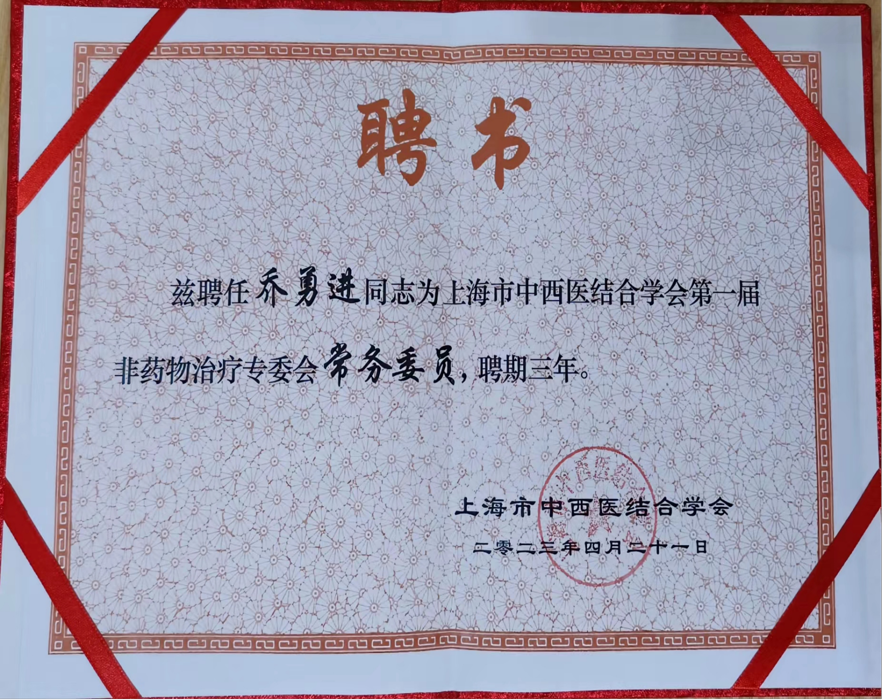 聘书
兹聘任乔勇进同志为上海市中西医结合学会第一届
非药物治疗专委会常务委员，聘期三年。
上海市中西医结合学会
二零二三年四月二十一日